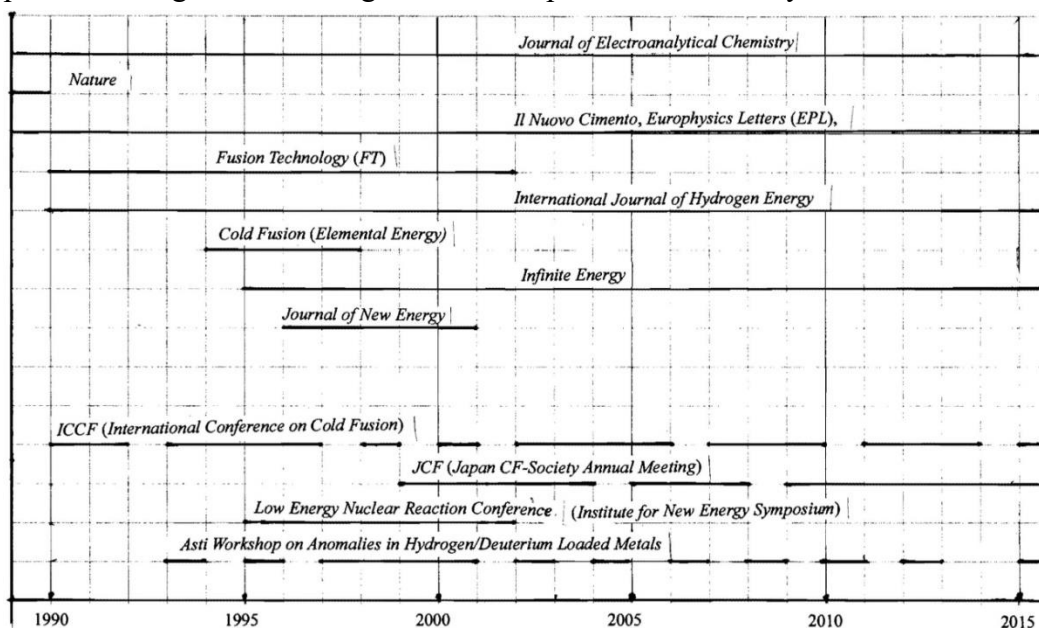 Journal of Electroanalytical Chemistry
Nature
Il Nuovo Cimento, Europhysics Letters (EPL),
Fusion Technology (FT)
International Journal of Hydrogen Energy
Cold Fusion (Elemental Energy)
Infinite Energy
Journal of New Energy
ICCF (International Conference on Cold Fusion)
JCF (Japan CF-Society Annual Meeting)
Low Energy Nuclear Reaction Conference. (Institute for New Energy Symposium)
Asti Workshop on Anomalies in Hydrogen/Deuterium Loaded Metals
1990 1995 2000 2005 2010 2015